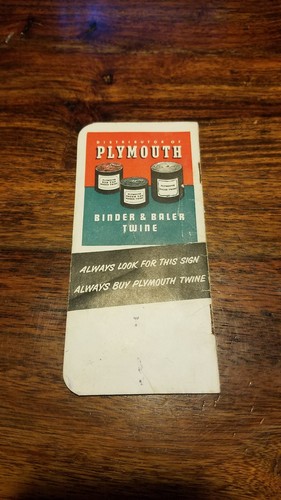 DISTRIBUTOR OF
PLYMOUTH
BINDER & BALER
TWINE
ALWAYS LOOK FOR THIS SIGN
ALWAYS BUY PLYMOUTH TWINE